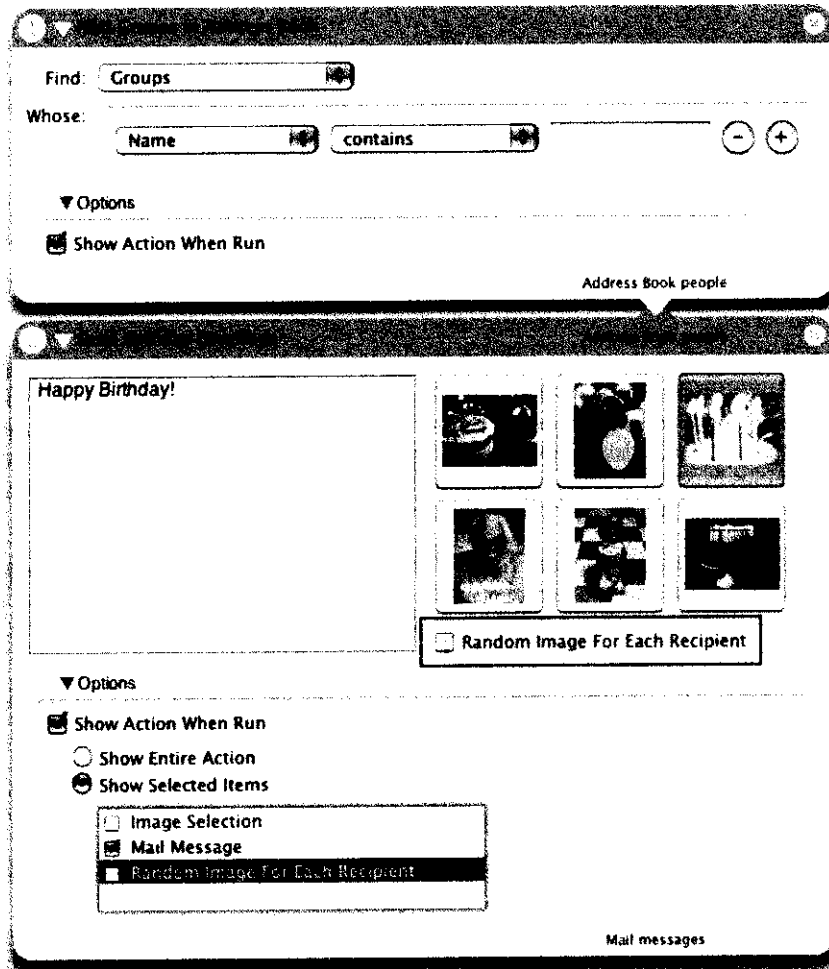 Find: Groups
Whose:
Name contains
▼ Options
Show Action When Run
Address Book people
Happy Birthday!
Random Image For Each Recipient
▼ Options
Show Action When Run
Show Entire Action
Show Selected Items
Image Selection
Mail Message
Random Image For Each Recipient
Mail messages